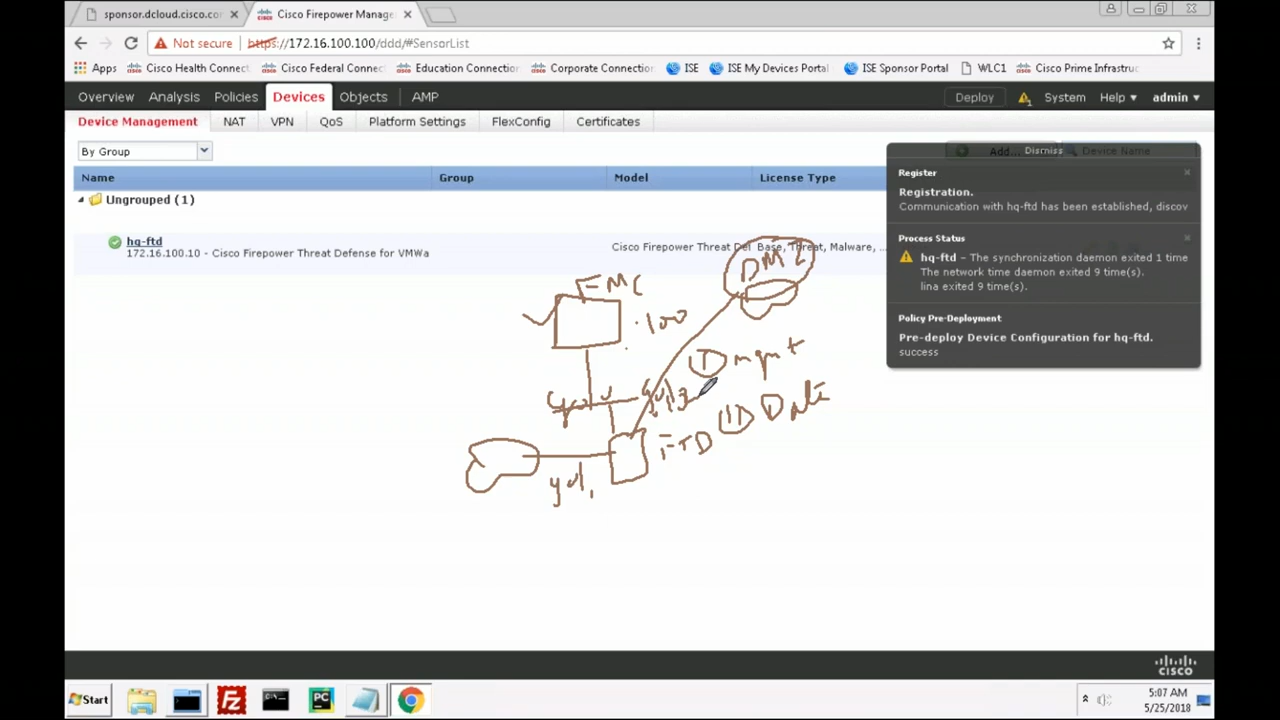 sponsor.dcloud.cisco.co
Cisco Firepower Manage
Not secure
https://172.16.100.100/ddd/#SensorList
Apps
Cisco Health Connect
Cisco Federal Connec
Education Connection
Corporate Connection
ISE
ISE My Devices Portal
ISE Sponsor Portal
WLC1
Cisco Prime Infrastruc
Overview Analysis Policies Devices Objects AMP
Deploy System Help admin
Device Management NAT VPN QoS Platform Settings FlexConfig Certificates
By Group
Add...
Device Name
Dismiss
Name Group Model License Type
Ungrouped (1)
hq-ftd
172.16.100.10 - Cisco Firepower Threat Defense for VMWa
Cisco Firepower Threat Def
Base, Threat, Malware, ...
Register
Registration.
Communication with hq-ftd has been established, discov
Process Status
hq-ftd - The synchronization daemon exited 1 time
The network time daemon exited 9 time(s).
lina exited 9 time(s).
Policy Pre-Deployment
Pre-deploy Device Configuration for hq-ftd.
success
DMZ
FMC
.100
I mgmt
II Data
FTD
cisco
Start
PC
5:07 AM
5/25/2018